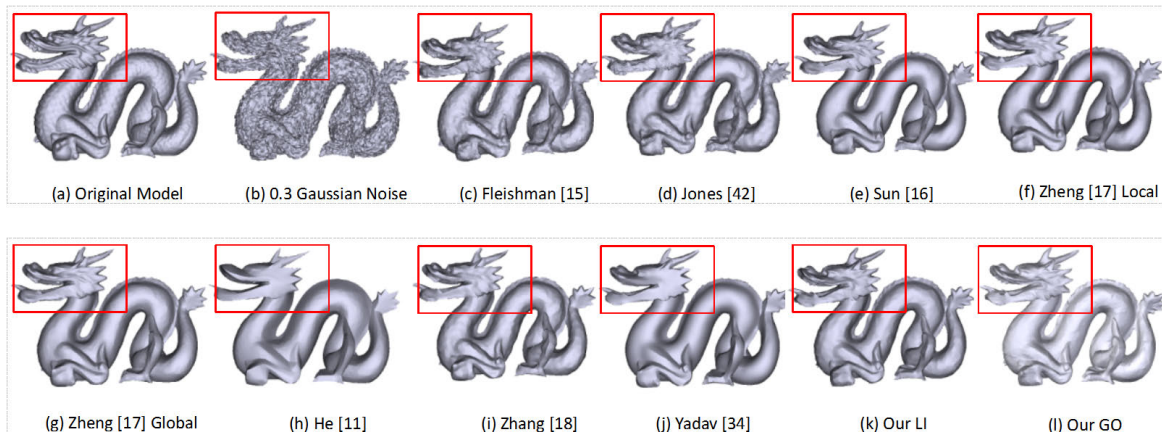 (a) Original Model
(b) 0.3 Gaussian Noise
(c) Fleishman [15]
(d) Jones [42]
(e) Sun [16]
(f) Zheng [17] Local
(g) Zheng [17] Global
(h) He [11]
(i) Zhang [18]
(j) Yadav [34]
(k) Our LI
(l) Our GO